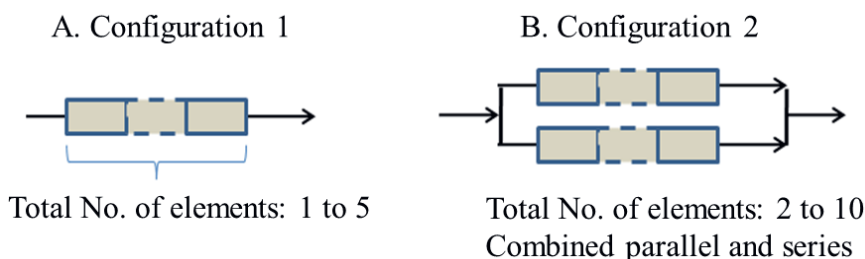 A. Configuration 1
Total No. of elements: 1 to 5
B. Configuration 2
Total No. of elements: 2 to 10
Combined parallel and series